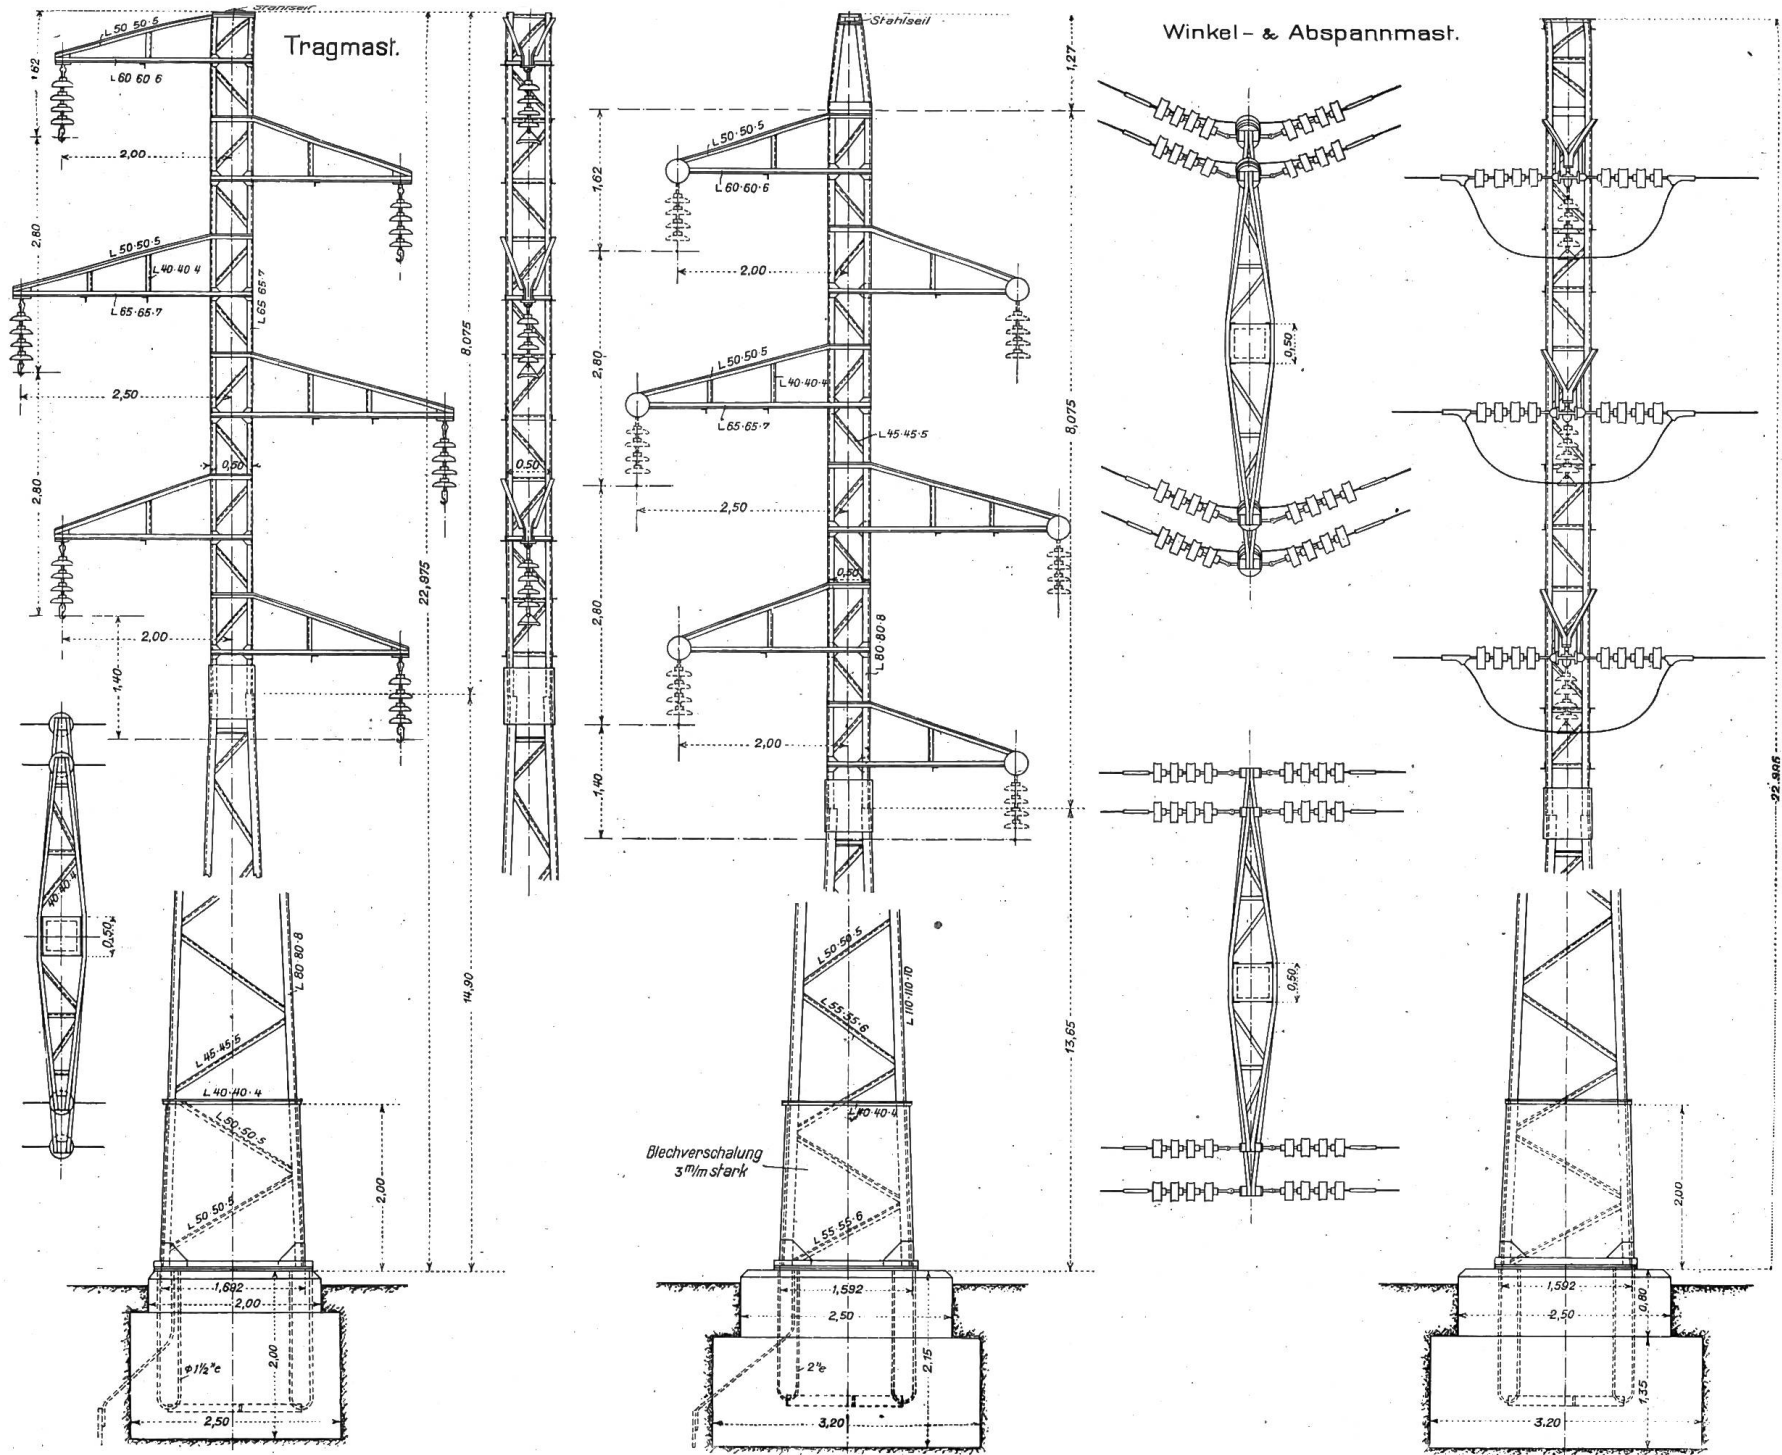 Stahlseil
Tragmast.
L 50·50·5
L 60 60 6
1,62
2,00
2,80
L 50·50·5
L 40·40 4
L 65·65·7
L 65 65 7
2,50
0,50
2,80
2,00
1,40
8,075
22,975
14,90
0,50
40·40·4
0,50
L 80·80·8
L 45·45·5
L 40·40·4
L 50·50·5
L 50·50·5
2,00
1,692
2,00
2,00
φ 1½"e
2,50
Stahlseil
1,27
L 50·50·5
L 60·60·6
1,62
2,00
2,80
L 50·50·5
L 40·40·4
L 65·65·7
L 45·45·5
2,50
0,50
2,80
L 80·80·8
2,00
1,40
8,075
13,65
L 50·50·5
L 55·55·6
L 110·110·10
L 40·40·4
Blechverschalung
3 m/m stark
L 55·55·6
1,592
2,50
2"e
2,15
3,20
Winkel- & Abspannmast.
0,50
0,50
2,00
1,592
2,50
0,80
1,35
3,20